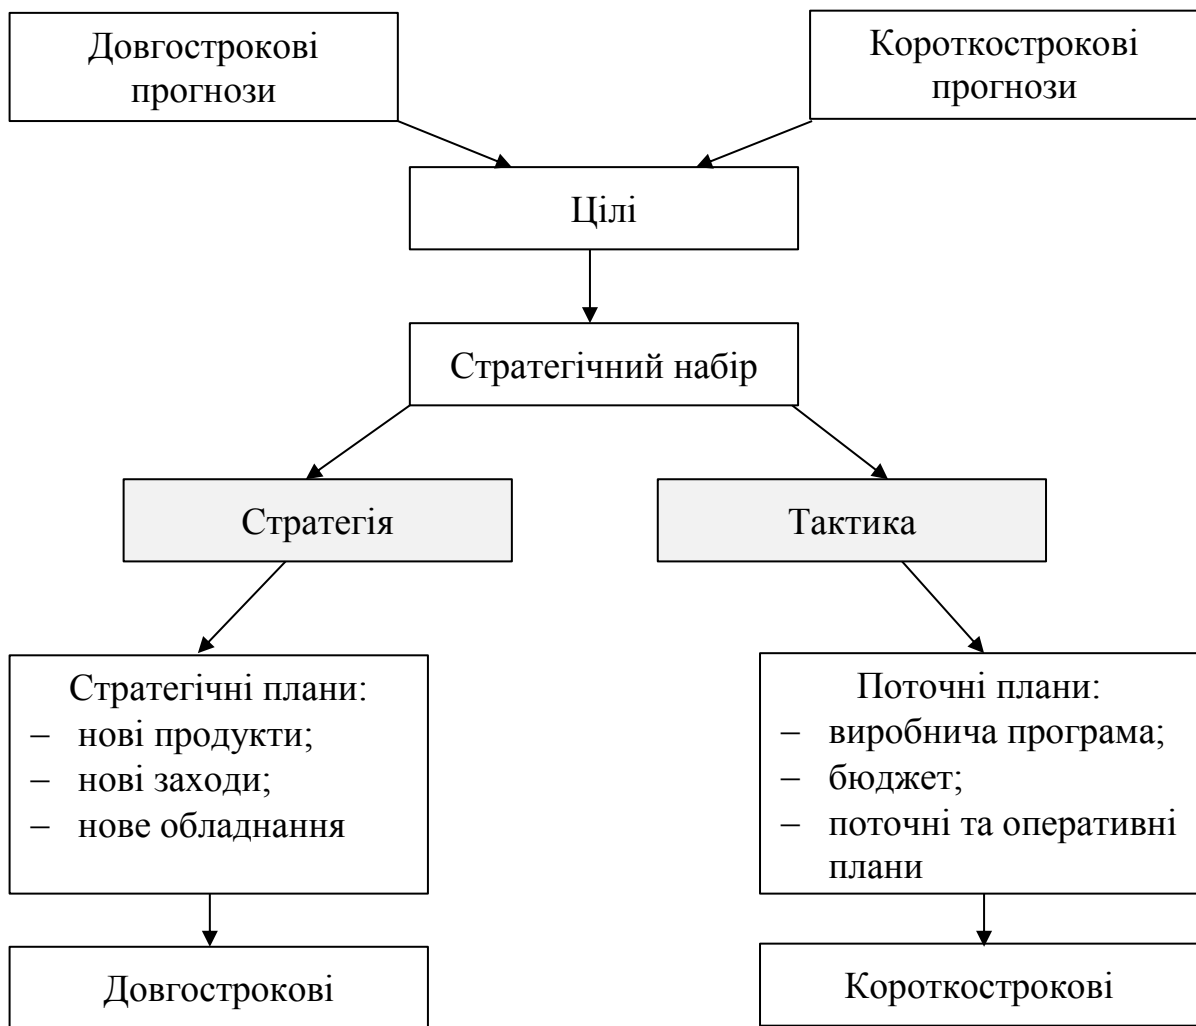 Довгострокові
прогнози
Короткострокові
прогнози
Цілі
Стратегічний набір
Стратегія
Тактика
Стратегічні плани:
– нові продукти;
– нові заходи;
– нове обладнання
Поточні плани:
– виробнича програма;
– бюджет;
– поточні та оперативні
плани
Довгострокові
Короткострокові